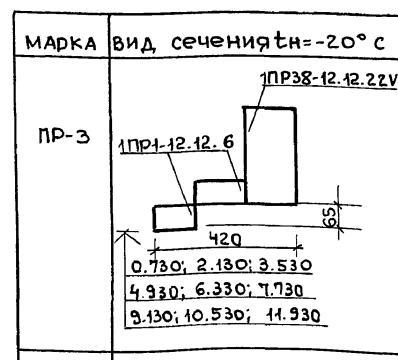 МАРКА ВИД СЕЧЕНИЯ tн=-20° С
1ПР38-12.12.22V
ПР-3
1ПР1-12.12.6
65
420
0.730; 2.130; 3.530
4.930; 6.330; 7.730
9.130; 10.530; 11.930